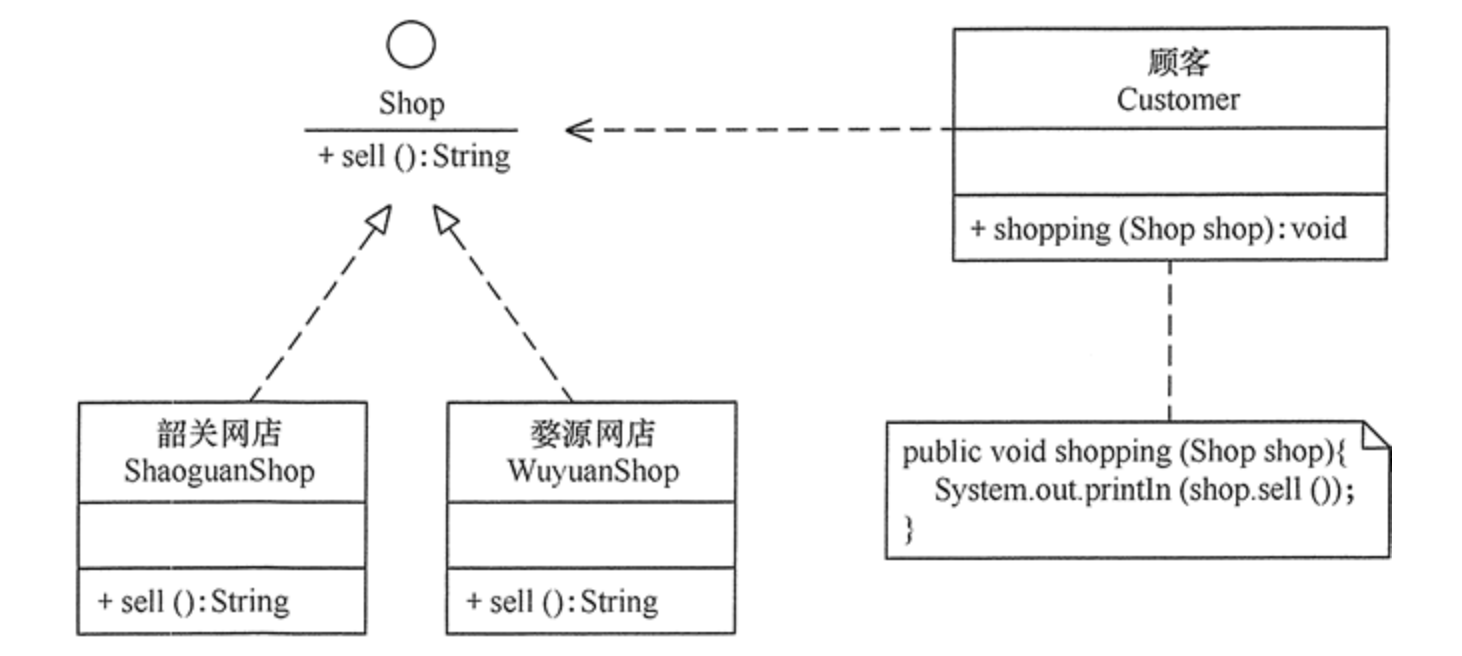 Shop
+ sell ():String
顾客
Customer
+ shopping (Shop shop):void
韶关网店
ShaoguanShop
+ sell ():String
婺源网店
WuyuanShop
+ sell ():String
public void shopping (Shop shop){
System.out.println (shop.sell ());
}